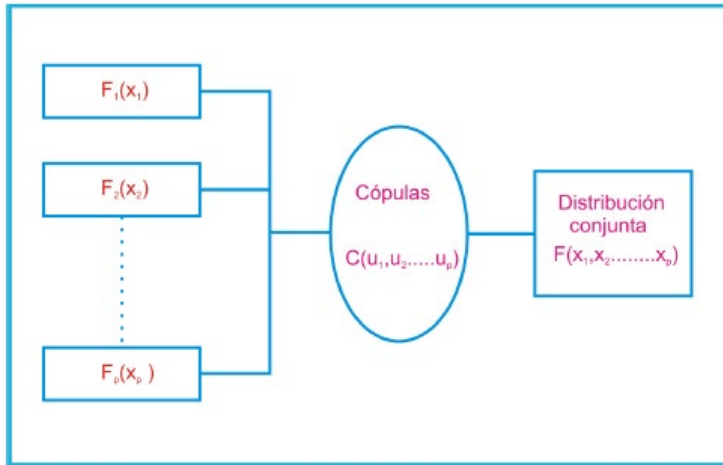 F₁(x₁)
F₂(x₂)
Fₚ(xₚ )
Cópulas
C(u₁,u₂.....uₚ)
Distribución
conjunta
F(x₁,x₂........xₚ)